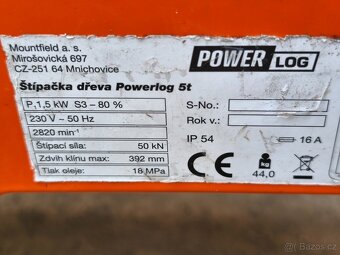 Mountfield a. s.
Mirošovická 697
CZ-251 64 Mnichovice
POWER LOG
Štípačka dřeva Powerlog 5t
P₁ 1,5 kW S3 – 80 %
230 V ~ 50 Hz
2820 min⁻¹
Štípací síla: 50 kN
Zdvih klínu max: 392 mm
Tlak oleje: 18 MPa
S-No.:
Rok v.:
IP 54 16 A
CE
kg
44,0
bazos.cz